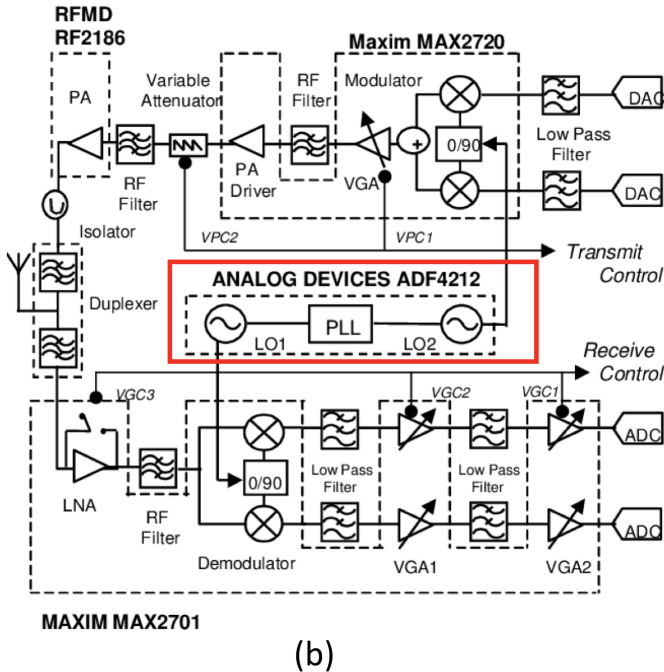 RFMD
RF2186
Maxim MAX2720
PA
Variable
Attenuator
RF
Filter
Modulator
DAC
Low Pass
Filter
0/90
RF
Filter
PA
Driver
VGA
DAC
Isolator
VPC2
VPC1
Transmit
Control
ANALOG DEVICES ADF4212
Duplexer
PLL
LO1
LO2
Receive
Control
VGC3
VGC2
VGC1
ADC
LNA
RF
Filter
0/90
Low Pass
Filter
Low Pass
Filter
ADC
Demodulator
VGA1
VGA2
MAXIM MAX2701
(b)